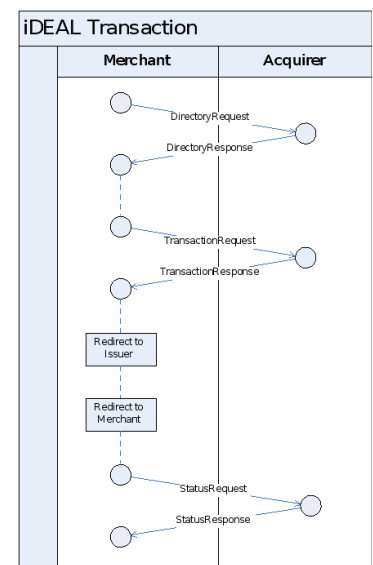 iDEAL Transaction
Merchant
Acquirer
DirectoryRequest
DirectoryResponse
TransactionRequest
TransactionResponse
Redirect to
Issuer
Redirect to
Merchant
StatusRequest
StatusResponse